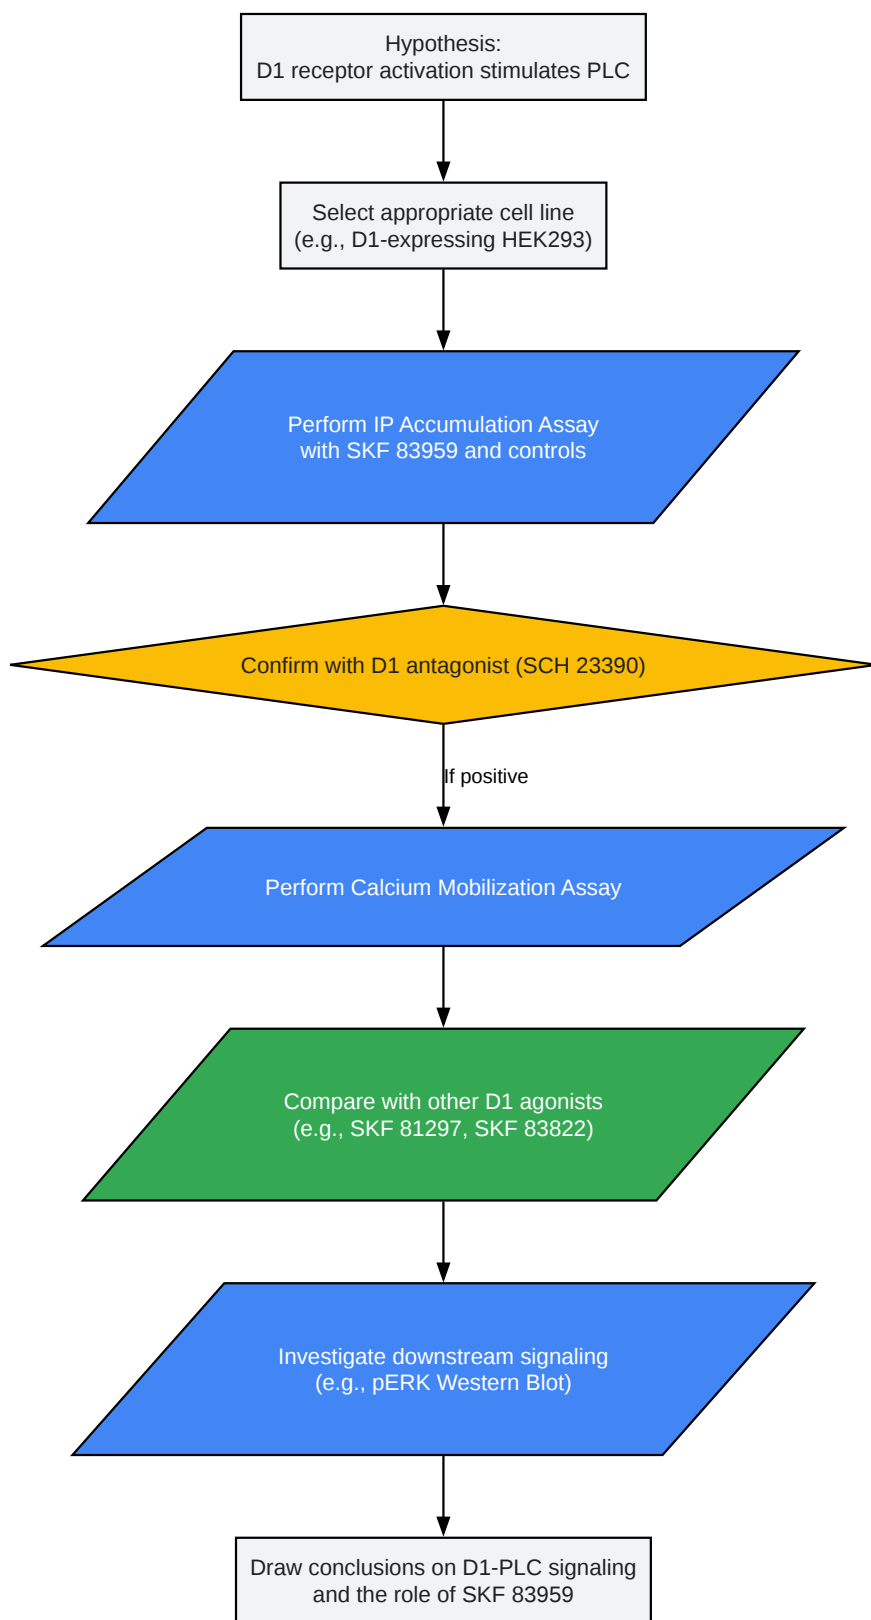 Hypothesis:
D1 receptor activation stimulates PLC
Select appropriate cell line
(e.g., D1-expressing HEK293)
Perform IP Accumulation Assay
with SKF 83959 and controls
Confirm with D1 antagonist (SCH 23390)
If positive
Perform Calcium Mobilization Assay
Compare with other D1 agonists
(e.g., SKF 81297, SKF 83822)
Investigate downstream signaling
(e.g., pERK Western Blot)
Draw conclusions on D1-PLC signaling
and the role of SKF 83959